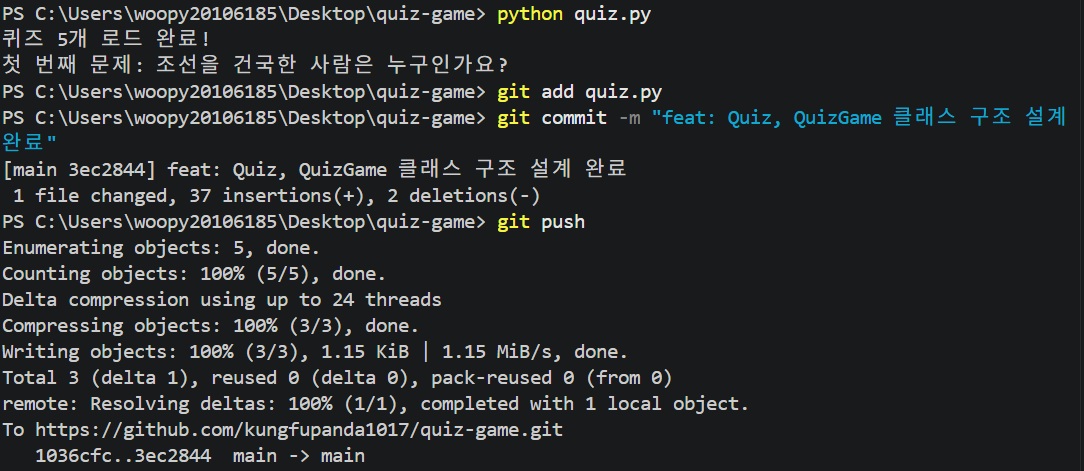 PS C:\Users\woopy20106185\Desktop\quiz-game> python quiz.py
퀴즈 5개 로드 완료!
첫 번째 문제: 조선을 건국한 사람은 누구인가요?
PS C:\Users\woopy20106185\Desktop\quiz-game> git add quiz.py
PS C:\Users\woopy20106185\Desktop\quiz-game> git commit -m "feat: Quiz, QuizGame 클래스 구조 설계
완료"
[main 3ec2844] feat: Quiz, QuizGame 클래스 구조 설계 완료
 1 file changed, 37 insertions(+), 2 deletions(-)
PS C:\Users\woopy20106185\Desktop\quiz-game> git push
Enumerating objects: 5, done.
Counting objects: 100% (5/5), done.
Delta compression using up to 24 threads
Compressing objects: 100% (3/3), done.
Writing objects: 100% (3/3), 1.15 KiB | 1.15 MiB/s, done.
Total 3 (delta 1), reused 0 (delta 0), pack-reused 0 (from 0)
remote: Resolving deltas: 100% (1/1), completed with 1 local object.
To https://github.com/kungfupanda1017/quiz-game.git
   1036cfc..3ec2844  main -> main